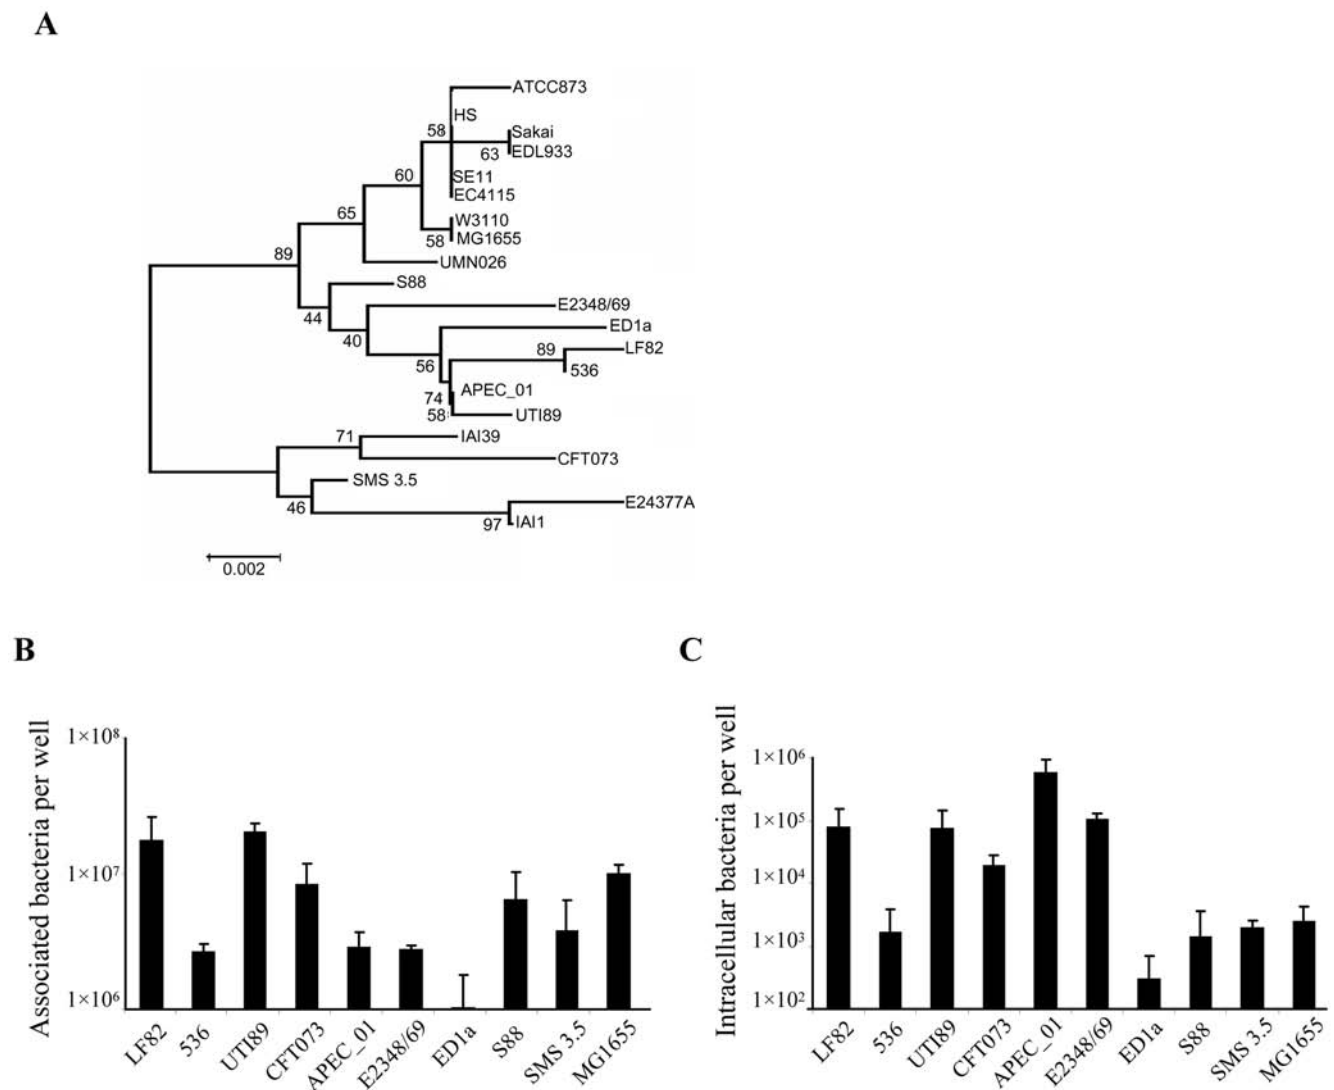 A
ATCC873
HS
58
Sakai
63
EDL933
60
SE11
EC4115
65
W3110
58
MG1655
89
UMN026
S88
44
E2348/69
40
ED1a
89
LF82
56
536
APEC_01
74
58
UTI89
71
IAI39
CFT073
SMS 3.5
46
E24377A
97
IAI1
0.002
B
Associated bacteria per well
1×10⁸
1×10⁷
1×10⁶
LF82
536
UTI89
CFT073
APEC_01
E2348/69
ED1a
S88
SMS 3.5
MG1655
C
Intracellular bacteria per well
1×10⁶
1×10⁵
1×10⁴
1×10³
1×10²
LF82
536
UTI89
CFT073
APEC_01
E2348/69
ED1a
S88
SMS 3.5
MG1655